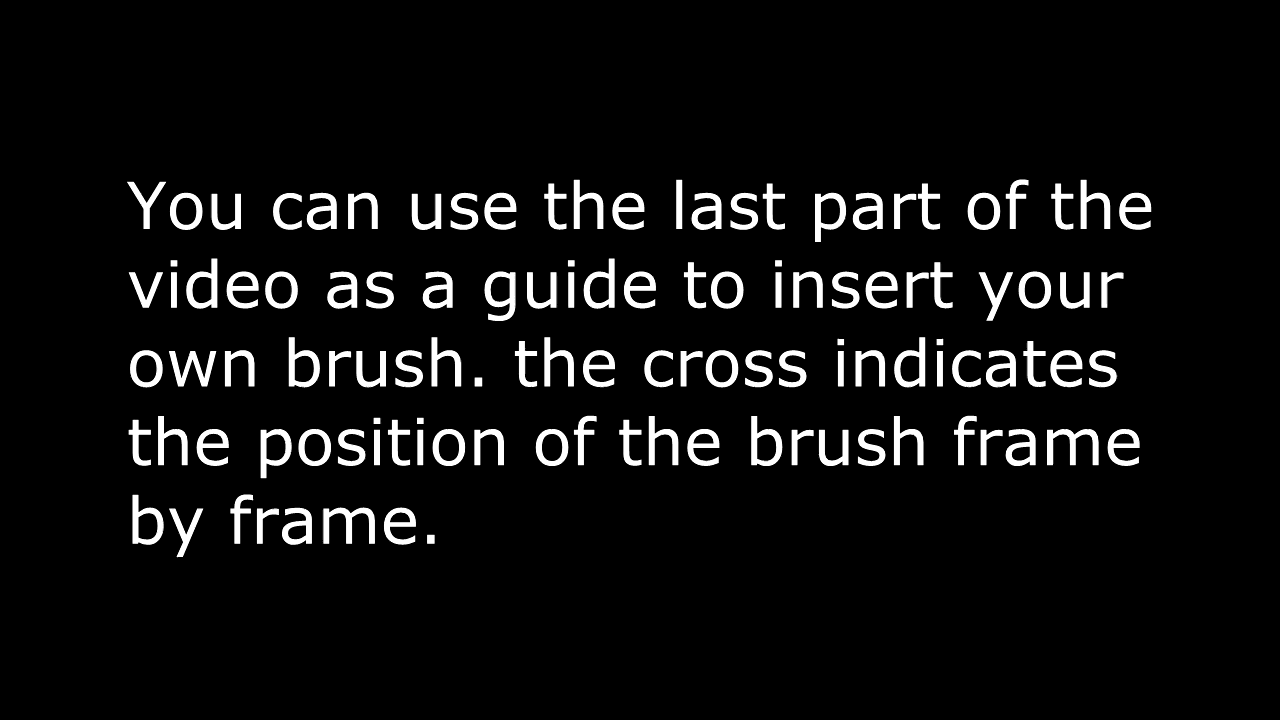 You can use the last part of the
video as a guide to insert your
own brush. the cross indicates
the position of the brush frame
by frame.